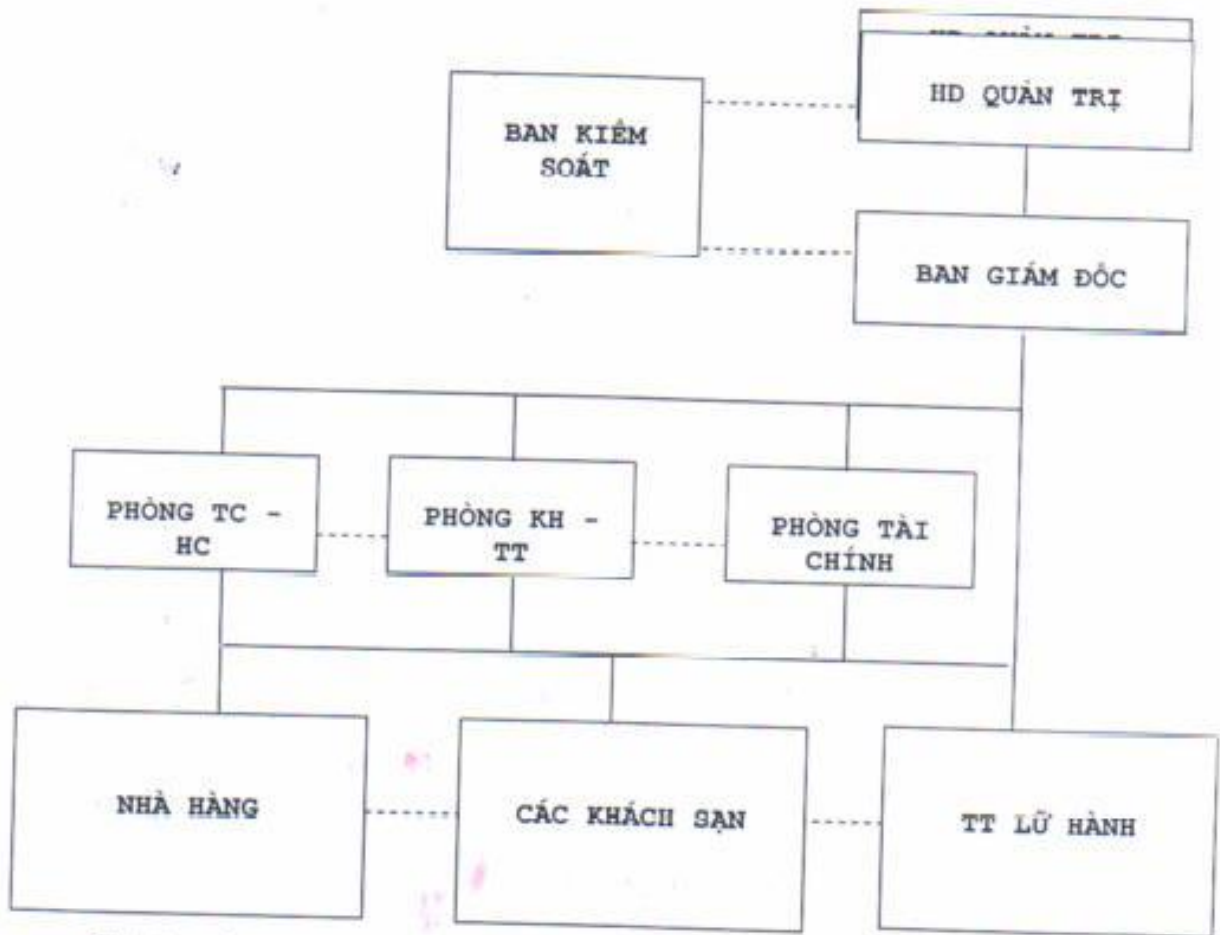 HD QUẢN TRỊ
BAN KIỂM
SOÁT
BAN GIÁM ĐỐC
PHÒNG TC -
HC
PHÒNG KH -
TT
PHÒNG TÀI
CHÍNH
NHÀ HÀNG
CÁC KHÁCH SẠN
TT LỮ HÀNH